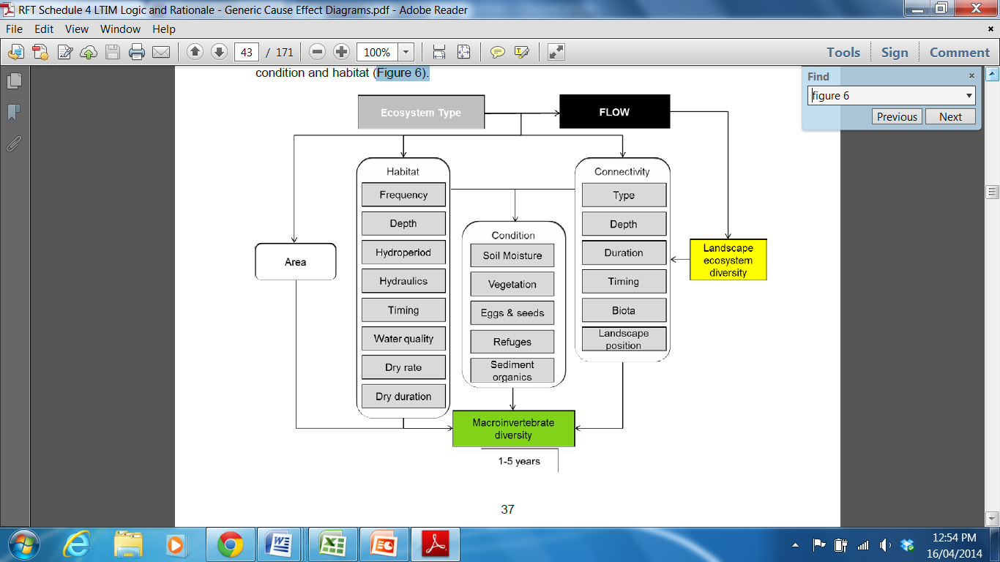 RFT Schedule 4 LTIM Logic and Rationale - Generic Cause Effect Diagrams.pdf - Adobe Reader
File Edit View Window Help
43 / 171
100%
Tools Sign Comment
Find
figure 6
Previous Next
condition and habitat (Figure 6).
Ecosystem Type
FLOW
Habitat
Frequency
Depth
Hydroperiod
Hydraulics
Timing
Water quality
Dry rate
Dry duration
Area
Condition
Soil Moisture
Vegetation
Eggs & seeds
Refuges
Sediment
organics
Connectivity
Type
Depth
Duration
Timing
Biota
Landscape
position
Landscape
ecosystem
diversity
Macroinvertebrate
diversity
1-5 years
37
12:54 PM
16/04/2014